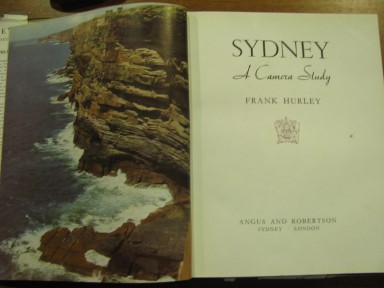 SYDNEY
A Camera Study
FRANK HURLEY
ANGUS AND ROBERTSON
SYDNEY LONDON